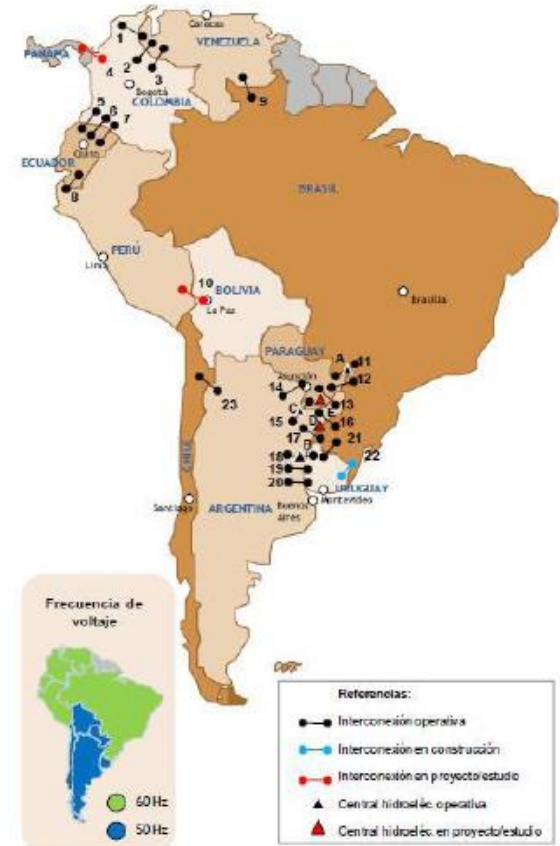 Caracas
1
VENEZUELA
PANAMÁ
2
3
4
Bogotá
COLOMBIA
9
5
6
7
Quito
ECUADOR
8
BRASIL
PERÚ
Lima
10
BOLIVIA
La Paz
Brasilia
PARAGUAY
A
11
Asunción
12
14
23
C
E
13
15
D
16
17
21
B
18
22
19
20
URUGUAY
Montevideo
CHILE
Santiago
ARGENTINA
Buenos
Aires
Frecuencia de
voltaje
60 Hz
50 Hz
Referencias:
Interconexión operativa
Interconexión en construcción
Interconexión en proyecto/estudio
Central hidroeléc. operativa
Central hidroeléc. en proyecto/estudio